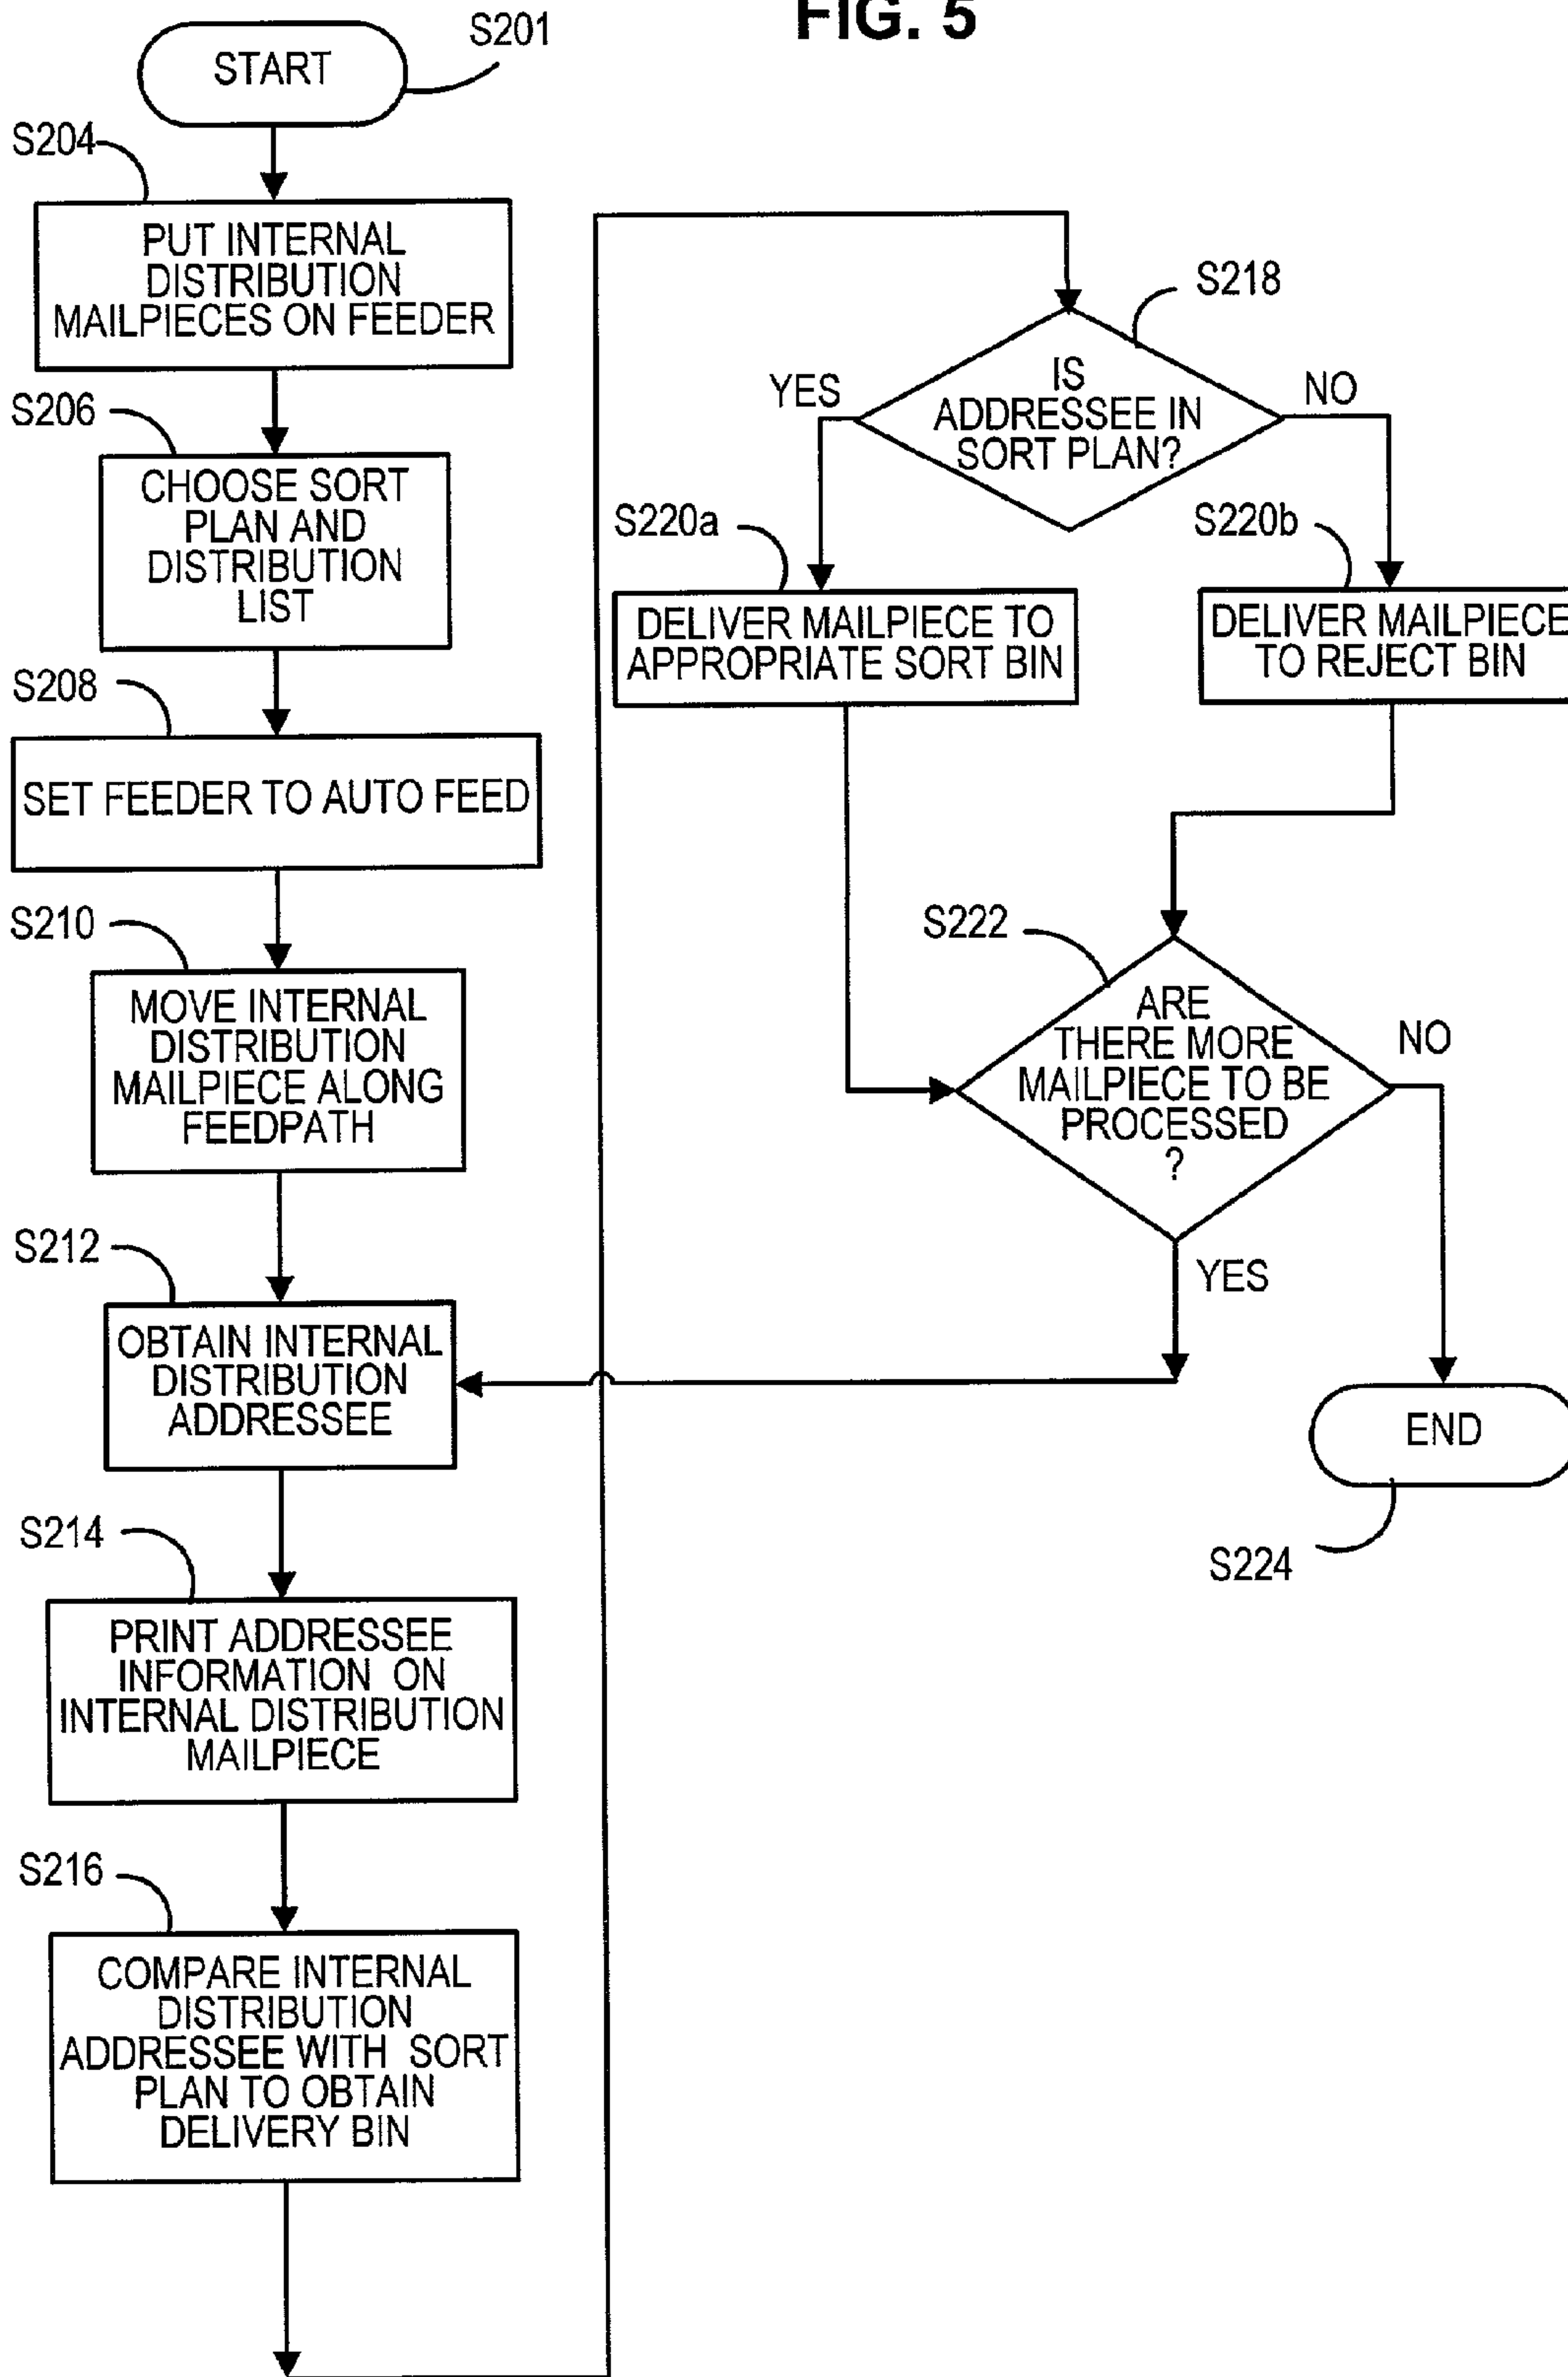 FIG. 5
S201
START
S204
PUT INTERNAL
DISTRIBUTION
MAILPIECES ON FEEDER
S206
CHOOSE SORT
PLAN AND
DISTRIBUTION
LIST
S208
SET FEEDER TO AUTO FEED
S210
MOVE INTERNAL
DISTRIBUTION
MAILPIECE ALONG
FEEDPATH
S212
OBTAIN INTERNAL
DISTRIBUTION
ADDRESSEE
S214
PRINT ADDRESSEE
INFORMATION ON
INTERNAL DISTRIBUTION
MAILPIECE
S216
COMPARE INTERNAL
DISTRIBUTION
ADDRESSEE WITH SORT
PLAN TO OBTAIN
DELIVERY BIN
S218
IS
ADDRESSEE IN
SORT PLAN?
YES
NO
S220a
DELIVER MAILPIECE TO
APPROPRIATE SORT BIN
S220b
DELIVER MAILPIECE
TO REJECT BIN
S222
ARE
THERE MORE
MAILPIECE TO BE
PROCESSED
?
NO
YES
END
S224